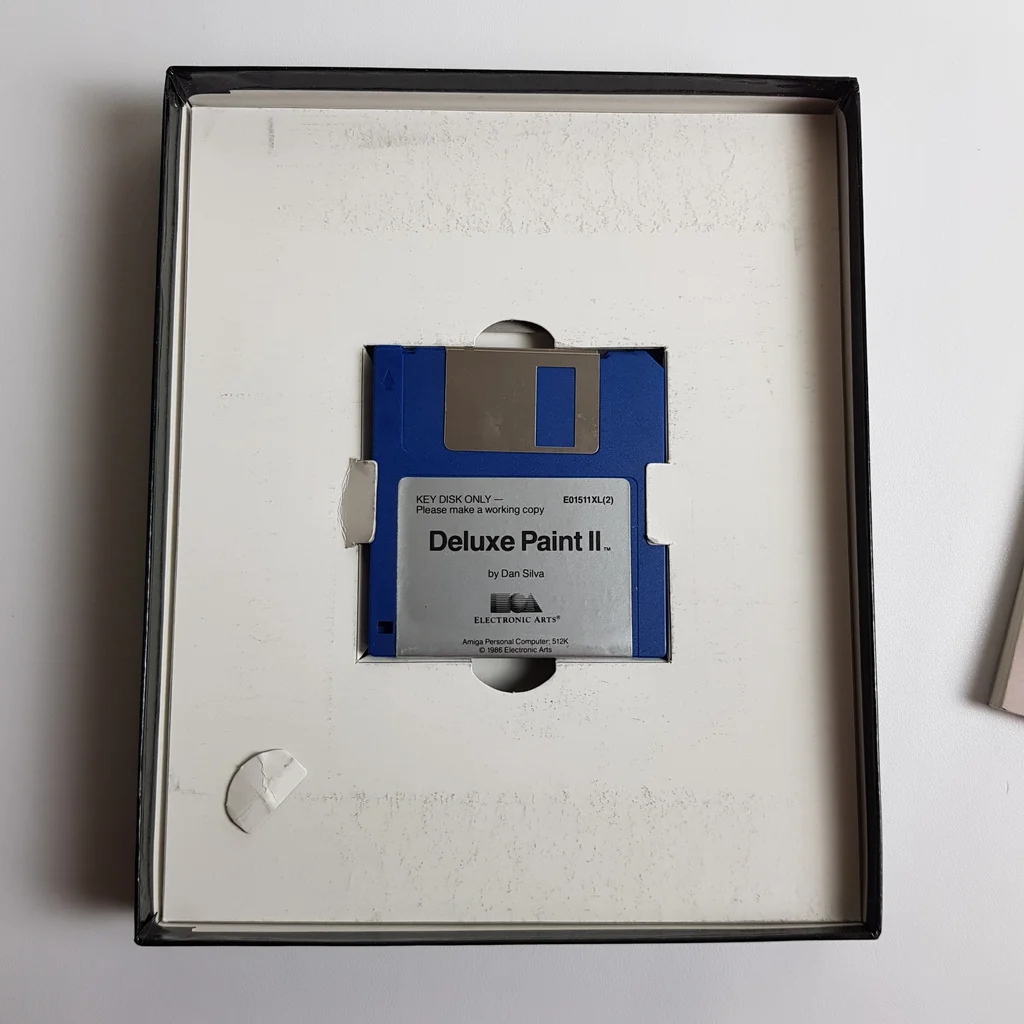 KEY DISK ONLY — E01511XL(2)
Please make a working copy
Deluxe Paint II™
by Dan Silva
ECA
ELECTRONIC ARTS®
Amiga Personal Computer; 512K
© 1986 Electronic Arts